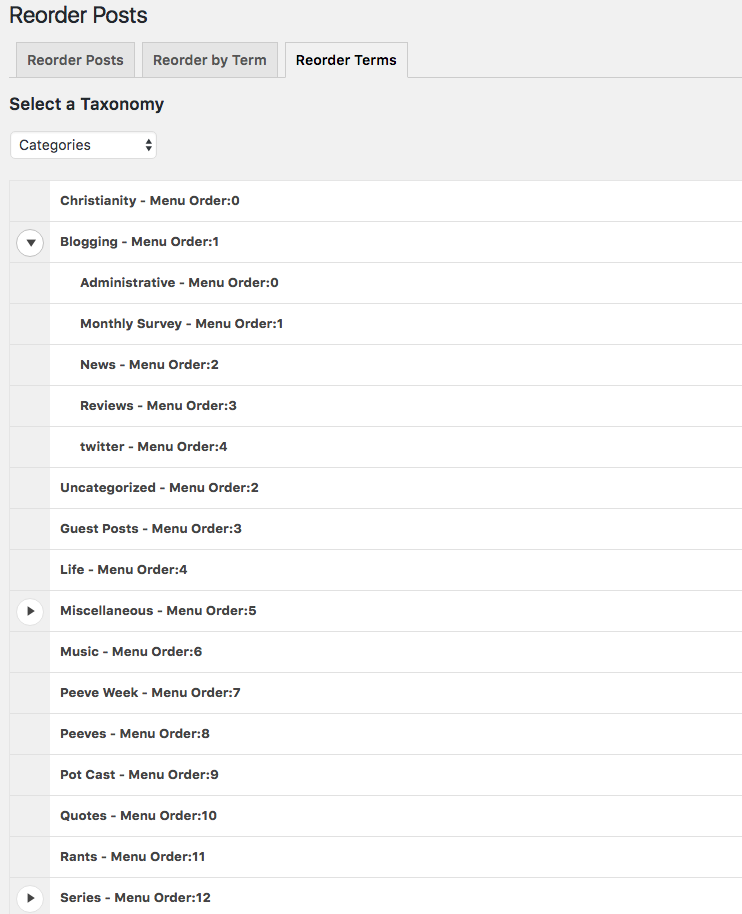 Reorder Posts
Reorder Posts Reorder by Term Reorder Terms
Select a Taxonomy
Categories
Christianity - Menu Order:0
Blogging - Menu Order:1
Administrative - Menu Order:0
Monthly Survey - Menu Order:1
News - Menu Order:2
Reviews - Menu Order:3
twitter - Menu Order:4
Uncategorized - Menu Order:2
Guest Posts - Menu Order:3
Life - Menu Order:4
Miscellaneous - Menu Order:5
Music - Menu Order:6
Peeve Week - Menu Order:7
Peeves - Menu Order:8
Pot Cast - Menu Order:9
Quotes - Menu Order:10
Rants - Menu Order:11
Series - Menu Order:12